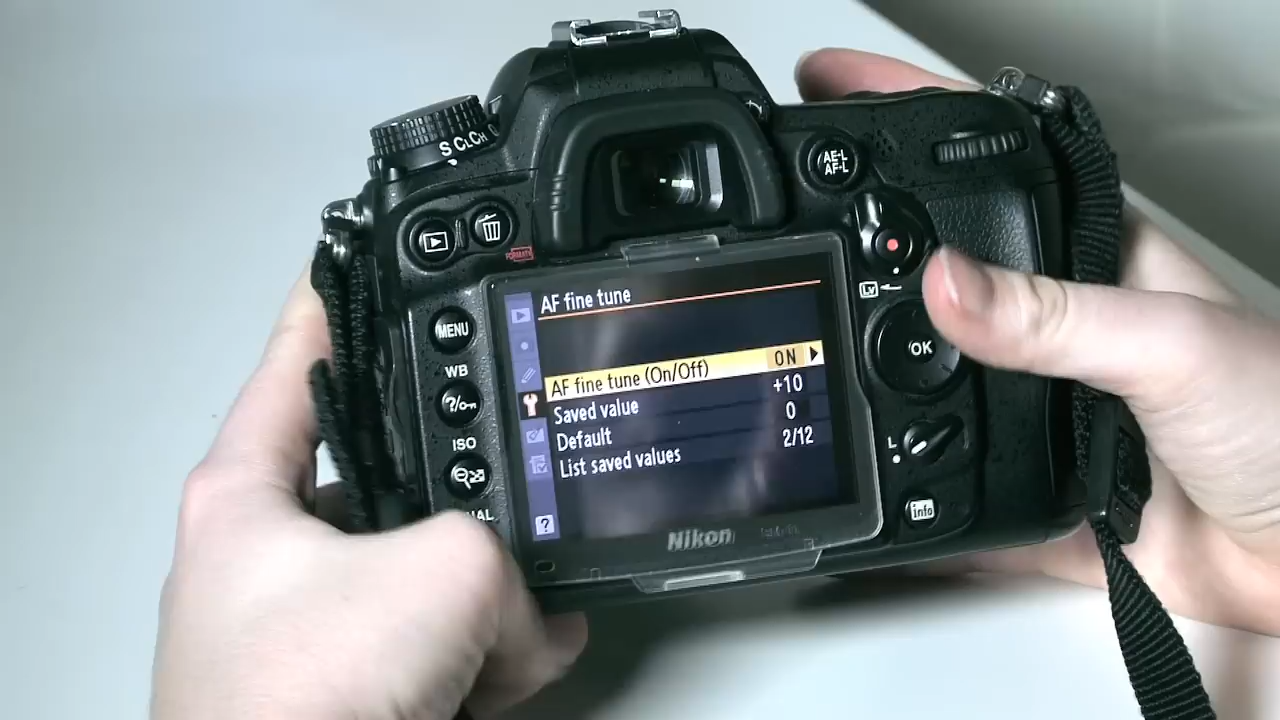 S CL CH Q
AE-L
AF-L
FORMAT
Lv
MENU
OK
WB
?
ISO
L
info
QUAL
AF fine tune
AF fine tune (On/Off) ON
Saved value +10
Default 0
List saved values 2/12
?
Nikon